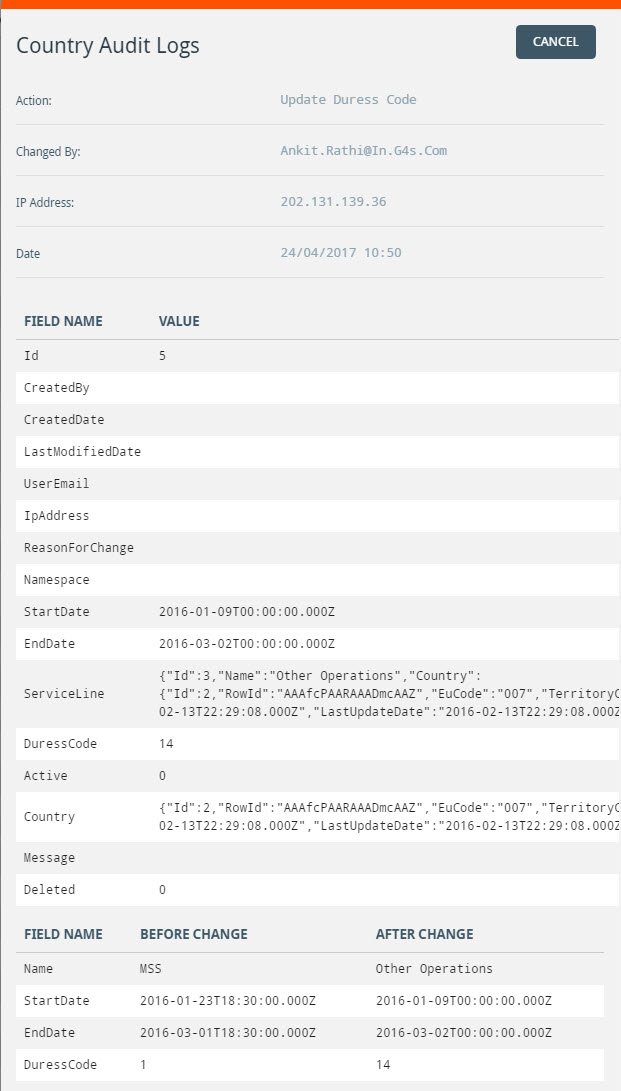 Country Audit Logs
CANCEL
Action: Update Duress Code
Changed By: Ankit.Rathi@In.G4s.Com
IP Address: 202.131.139.36
Date 24/04/2017 10:50
FIELD NAME VALUE
Id 5
CreatedBy
CreatedDate
LastModifiedDate
UserEmail
IpAddress
ReasonForChange
Namespace
StartDate 2016-01-09T00:00:00.000Z
EndDate 2016-03-02T00:00:00.000Z
ServiceLine
{"Id":3,"Name":"Other Operations","Country":
{"Id":2,"RowId":"AAAfcPAARAAADmcAAZ","EuCode":"007","TerritoryC
02-13T22:29:08.000Z","LastUpdateDate":"2016-02-13T22:29:08.000Z
DuressCode 14
Active 0
Country
{"Id":2,"RowId":"AAAfcPAARAAADmcAAZ","EuCode":"007","TerritoryC
02-13T22:29:08.000Z","LastUpdateDate":"2016-02-13T22:29:08.000Z
Message
Deleted 0
FIELD NAME BEFORE CHANGE AFTER CHANGE
Name MSS Other Operations
StartDate 2016-01-23T18:30:00.000Z 2016-01-09T00:00:00.000Z
EndDate 2016-03-01T18:30:00.000Z 2016-03-02T00:00:00.000Z
DuressCode 1 14